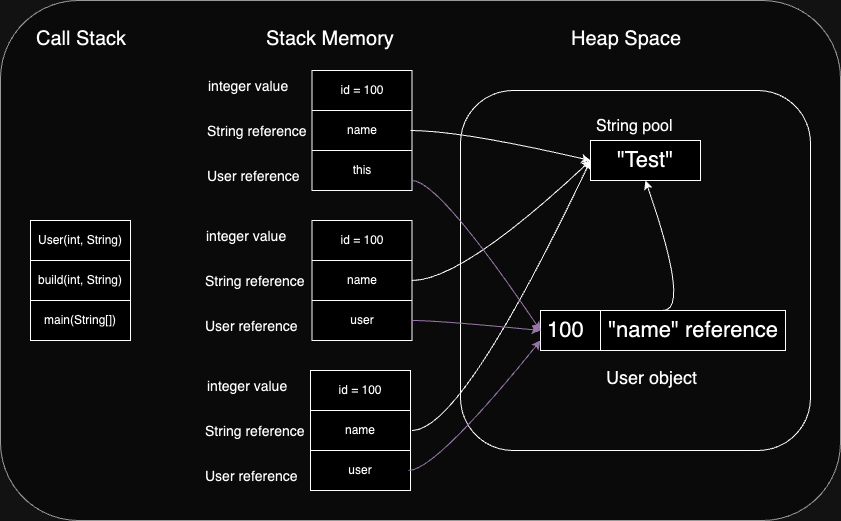 Call Stack
Stack Memory
Heap Space
integer value
id = 100
String reference
name
User reference
this
String pool
"Test"
User(int, String)
build(int, String)
main(String[])
integer value
id = 100
String reference
name
User reference
user
100
"name" reference
User object
integer value
id = 100
String reference
name
User reference
user